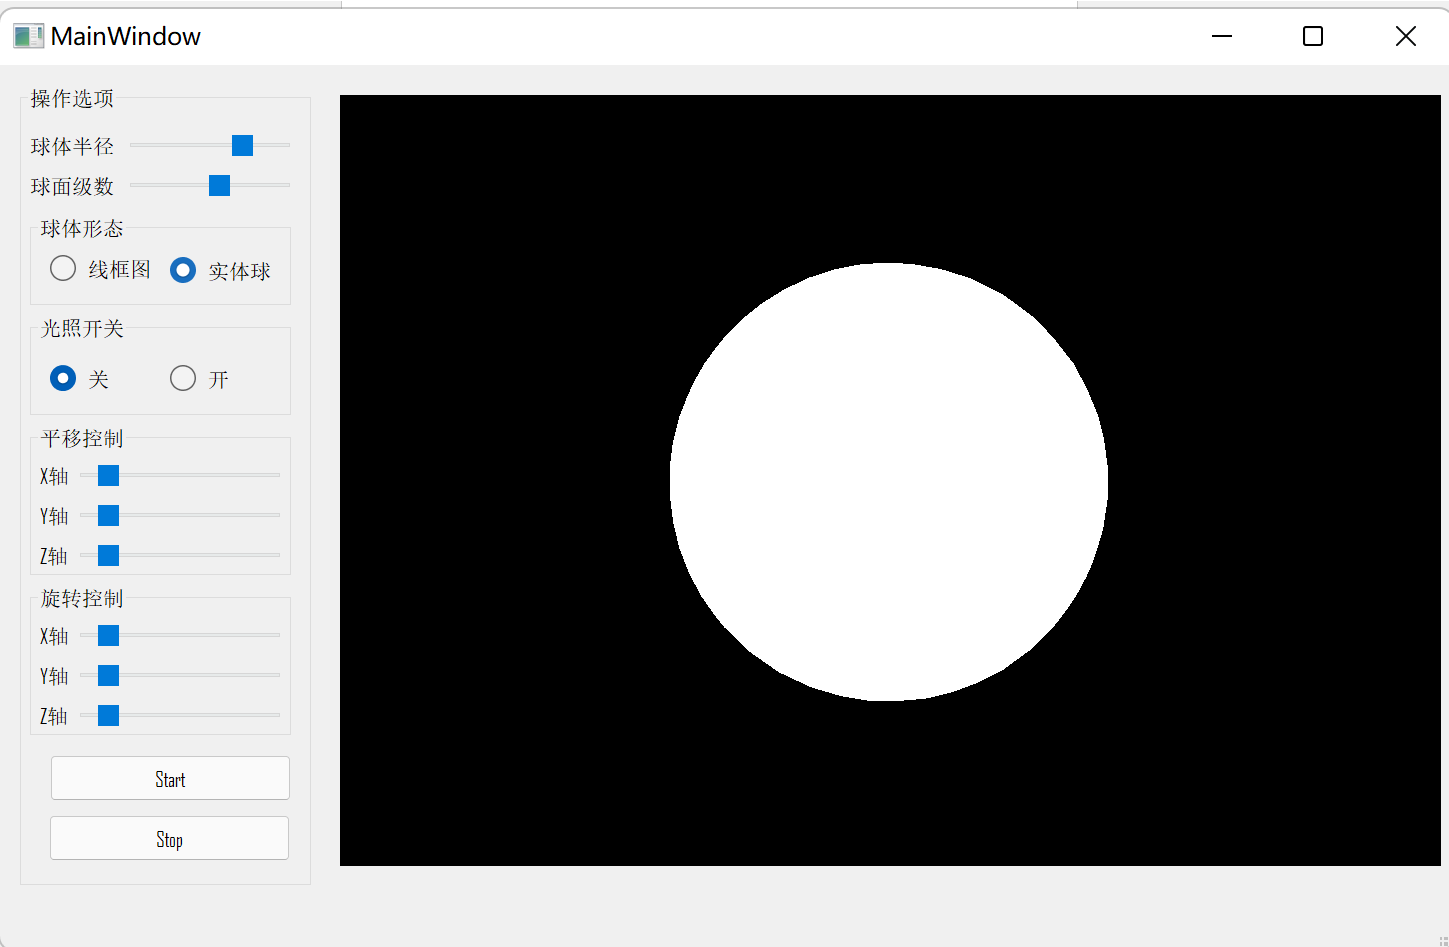 MainWindow
操作选项
球体半径
球面级数
球体形态
线框图 实体球
光照开关
关 开
平移控制
X轴
Y轴
Z轴
旋转控制
X轴
Y轴
Z轴
Start
Stop